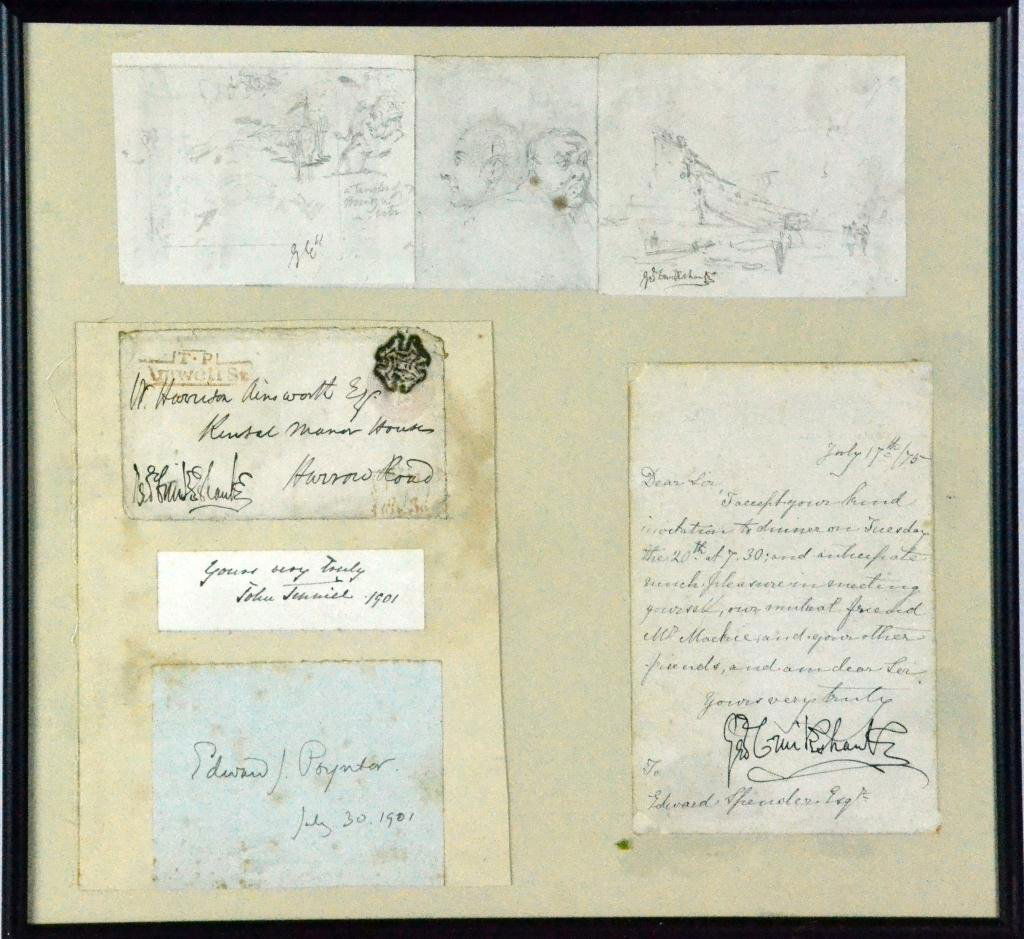 G Ck
Geo Cruikshank
T.P
W. Harrison Ainsworth Esq
Kensal Manor House
Harrow Road
Geo Cruikshank
Yours very truly
John Tenniel 1901
Edward J. Poynter.
July 30. 1901
July 17th/75
Dear Sir
I accept your kind
invitation to dinner on Tuesday
the 20th at 7.30; and anticipate
much pleasure in meeting
yourself, our mutual friend
Mr Mackie, and your other
friends, and am dear Sir,
Yours very truly
Geo Cruikshank
To
Edward Spender Esqre